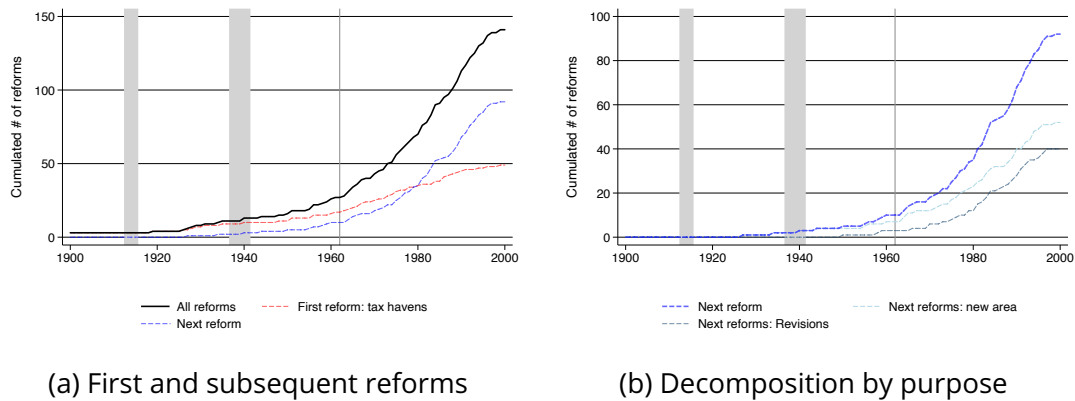 Cumulated # of reforms
150
100
50
0
1900 1920 1940 1960 1980 2000
All reforms First reform: tax havens
Next reform
(a) First and subsequent reforms
Cumulated # of reforms
100
80
60
40
20
0
1900 1920 1940 1960 1980 2000
Next reform Next reforms: new area
Next reforms: Revisions
(b) Decomposition by purpose